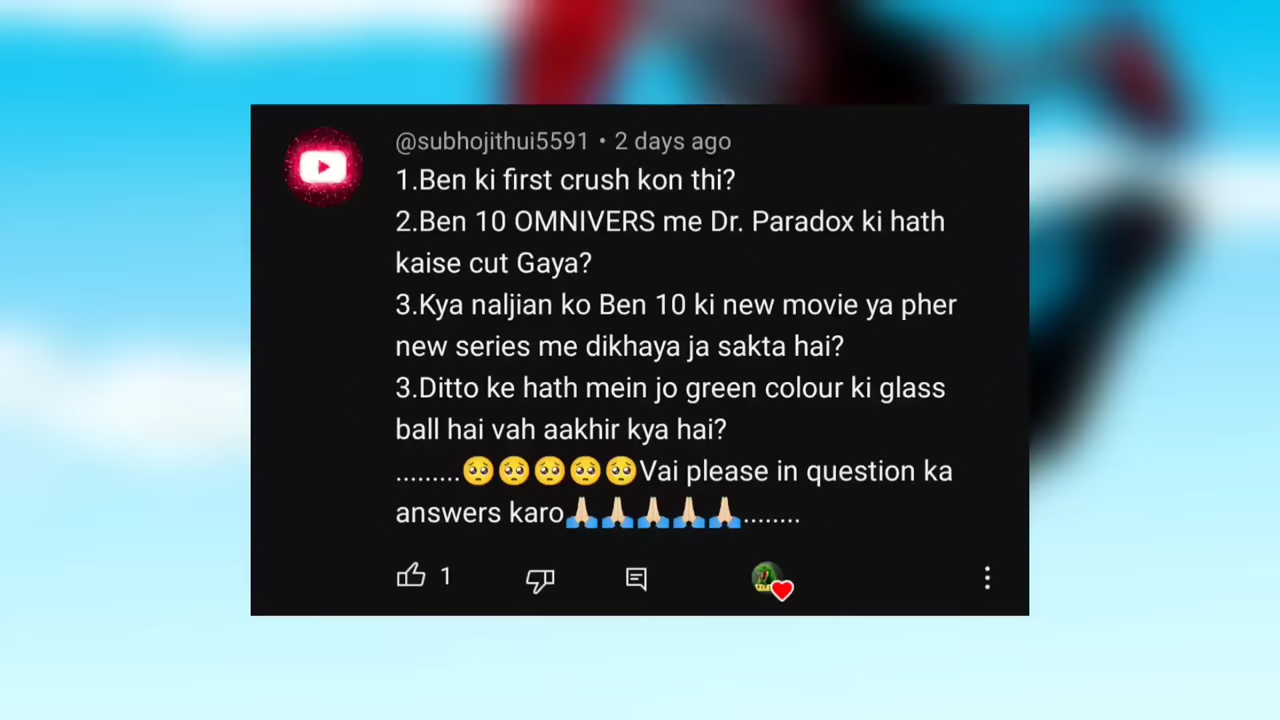 @subhojithui5591 • 2 days ago
1.Ben ki first crush kon thi?
2.Ben 10 OMNIVERS me Dr. Paradox ki hath
kaise cut Gaya?
3.Kya naljian ko Ben 10 ki new movie ya pher
new series me dikhaya ja sakta hai?
3.Ditto ke hath mein jo green colour ki glass
ball hai vah aakhir kya hai?
.........🥺🥺🥺🥺🥺Vai please in question ka
answers karo🙏🏻🙏🏻🙏🏻🙏🏻🙏🏻........
1